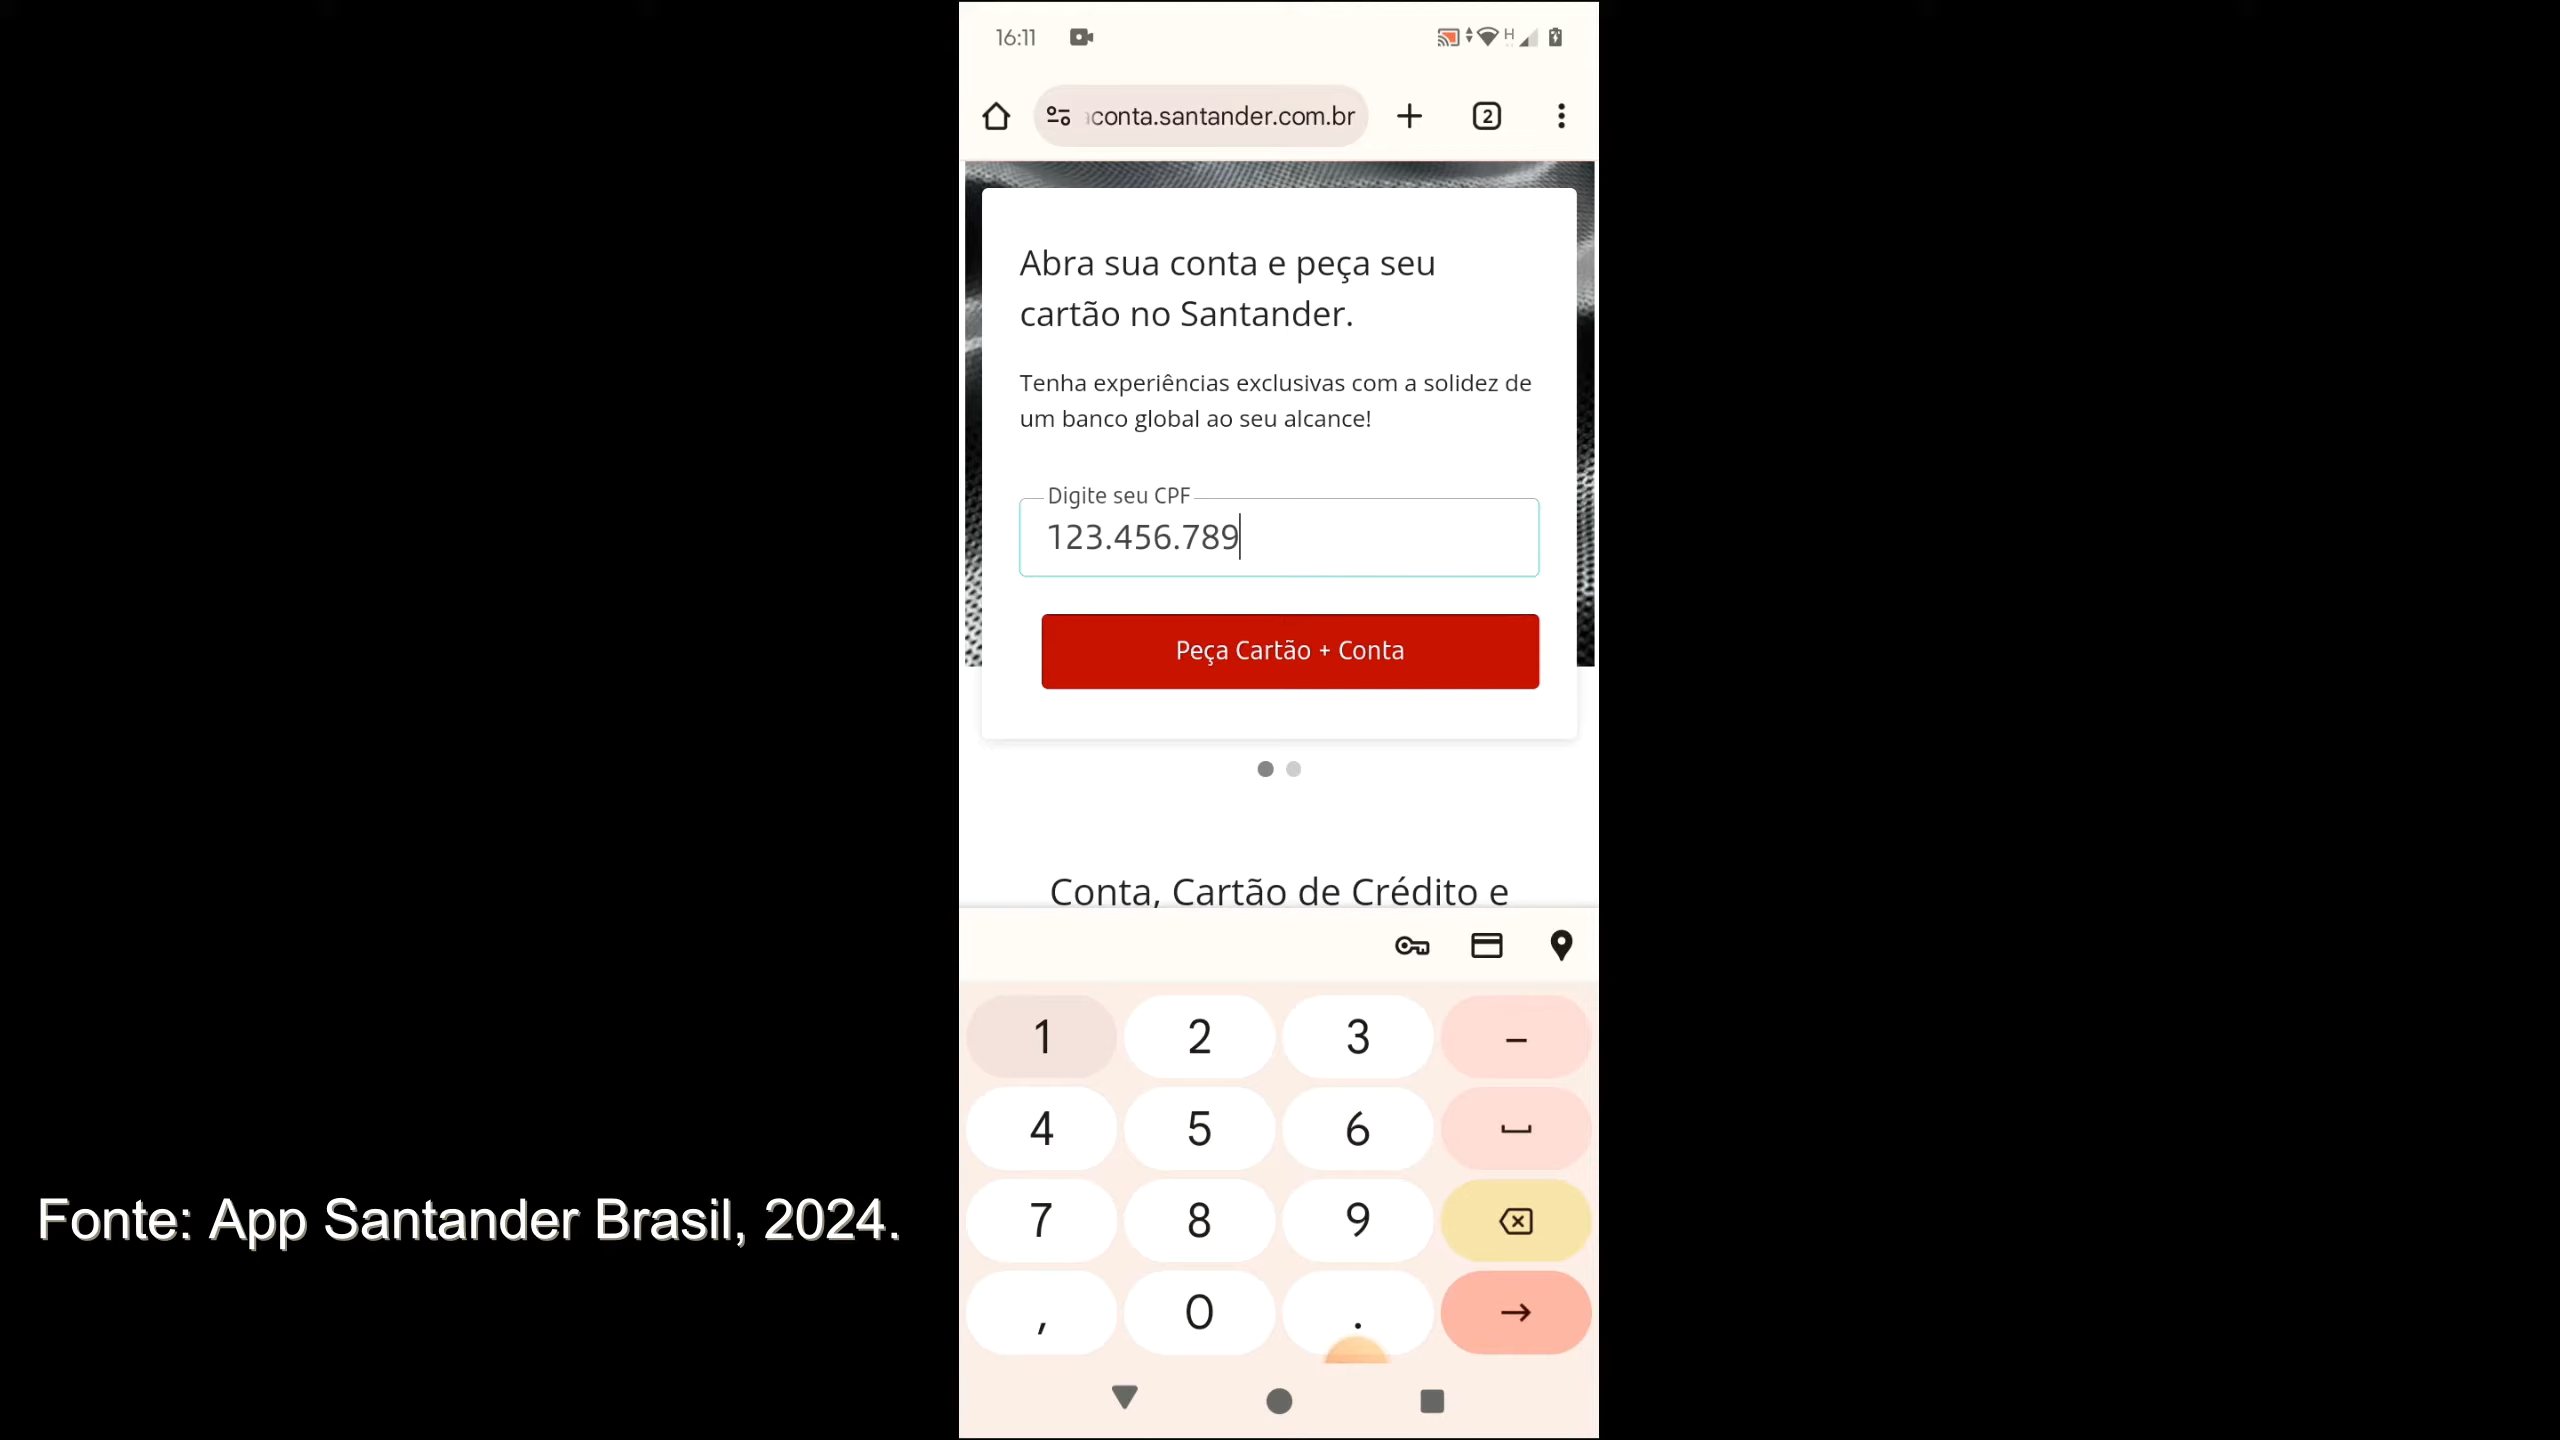 16:11
H
conta.santander.com.br
2
Abra sua conta e peça seu
cartão no Santander.
Tenha experiências exclusivas com a solidez de
um banco global ao seu alcance!
Digite seu CPF
123.456.789
Peça Cartão + Conta
Conta, Cartão de Crédito e
1 2 3 –
4 5 6
7 8 9
, 0 .
Fonte: App Santander Brasil, 2024.